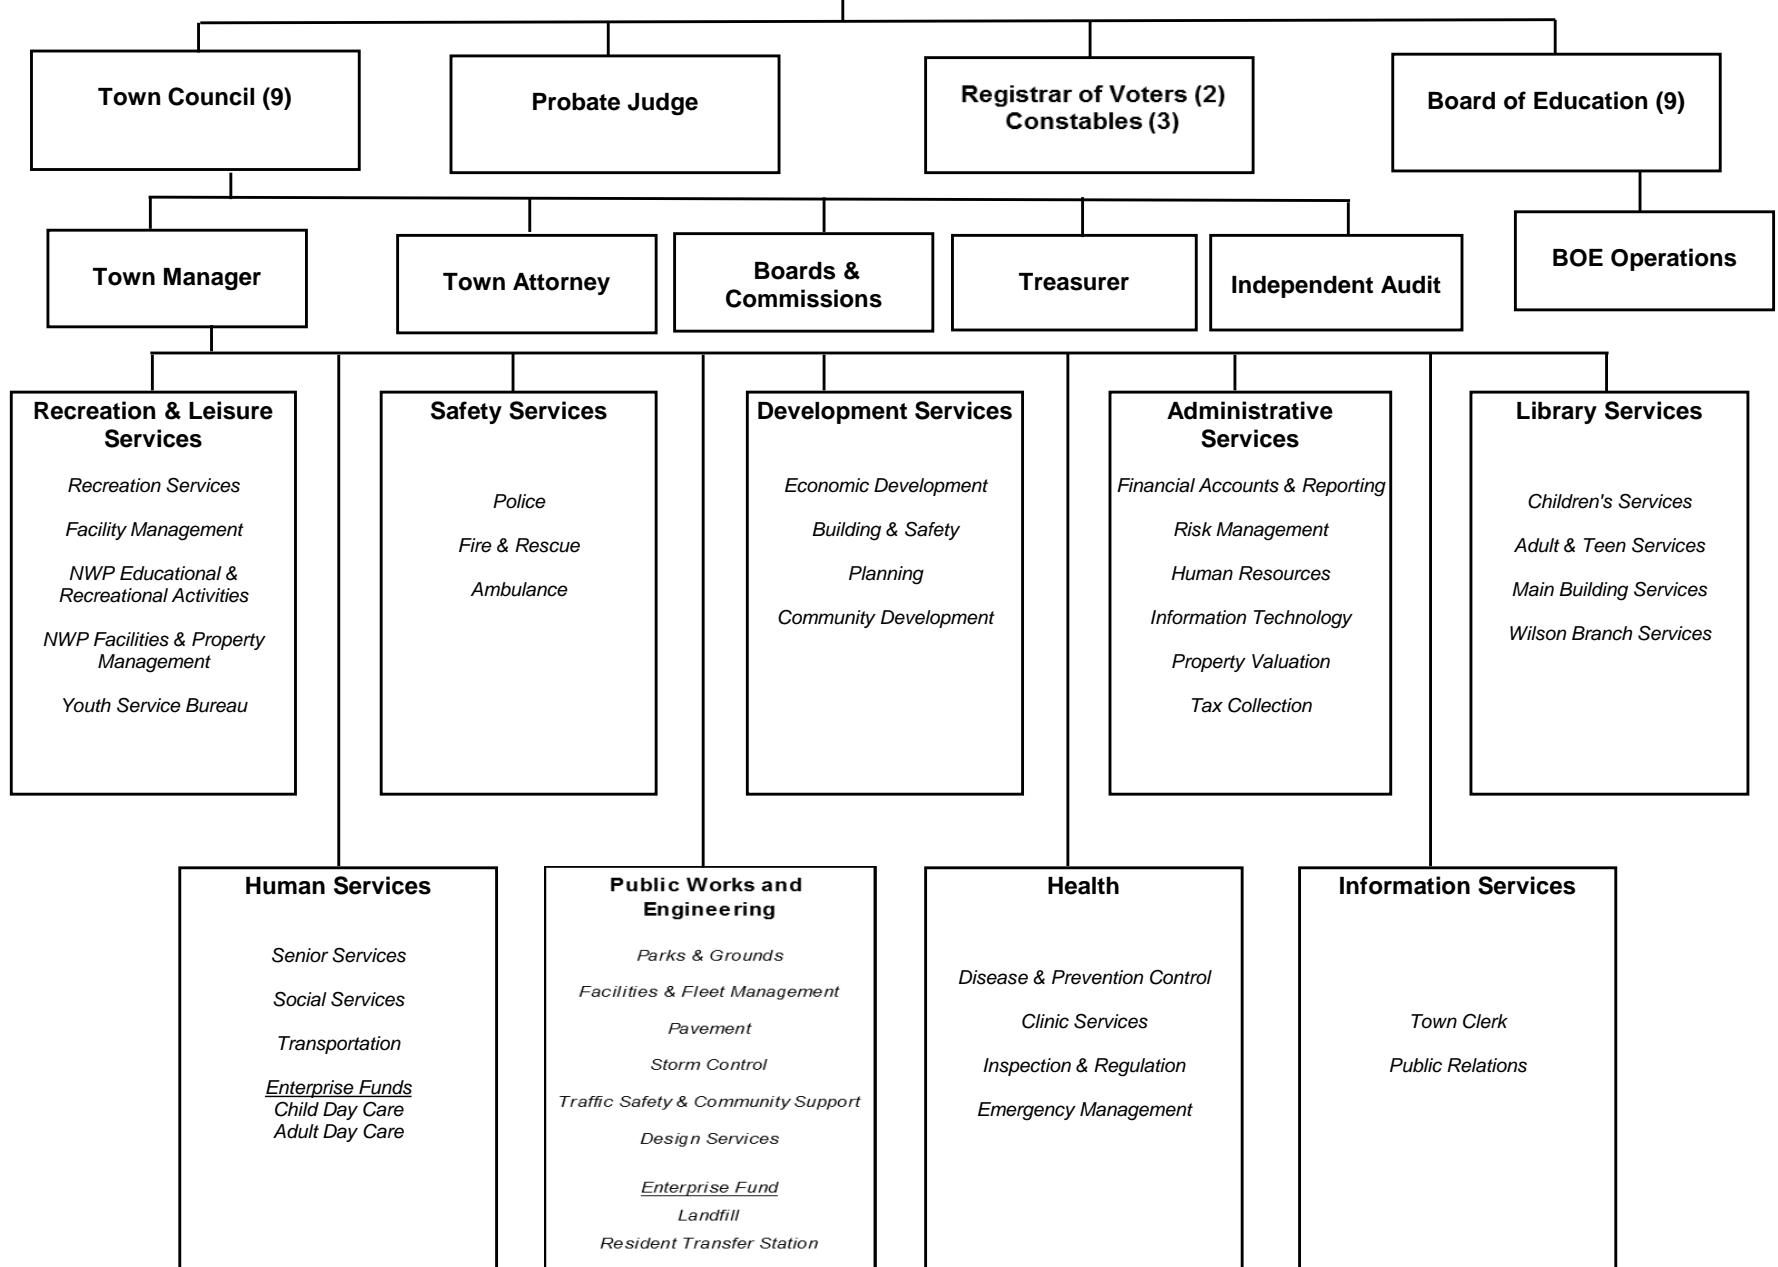 Town Council (9)
Probate Judge
Registrar of Voters (2)
Constables (3)
Board of Education (9)
Town Manager
Town Attorney
Boards &
Commissions
Treasurer
Independent Audit
BOE Operations
Recreation & Leisure
Services
Recreation Services
Facility Management
NWP Educational &
Recreational Activities
NWP Facilities & Property
Management
Youth Service Bureau
Safety Services
Police
Fire & Rescue
Ambulance
Development Services
Economic Development
Building & Safety
Planning
Community Development
Administrative
Services
Financial Accounts & Reporting
Risk Management
Human Resources
Information Technology
Property Valuation
Tax Collection
Library Services
Children's Services
Adult & Teen Services
Main Building Services
Wilson Branch Services
Human Services
Senior Services
Social Services
Transportation
Enterprise Funds
Child Day Care
Adult Day Care
Public Works and
Engineering
Parks & Grounds
Facilities & Fleet Management
Pavement
Storm Control
Traffic Safety & Community Support
Design Services
Enterprise Fund
Landfill
Resident Transfer Station
Health
Disease & Prevention Control
Clinic Services
Inspection & Regulation
Emergency Management
Information Services
Town Clerk
Public Relations